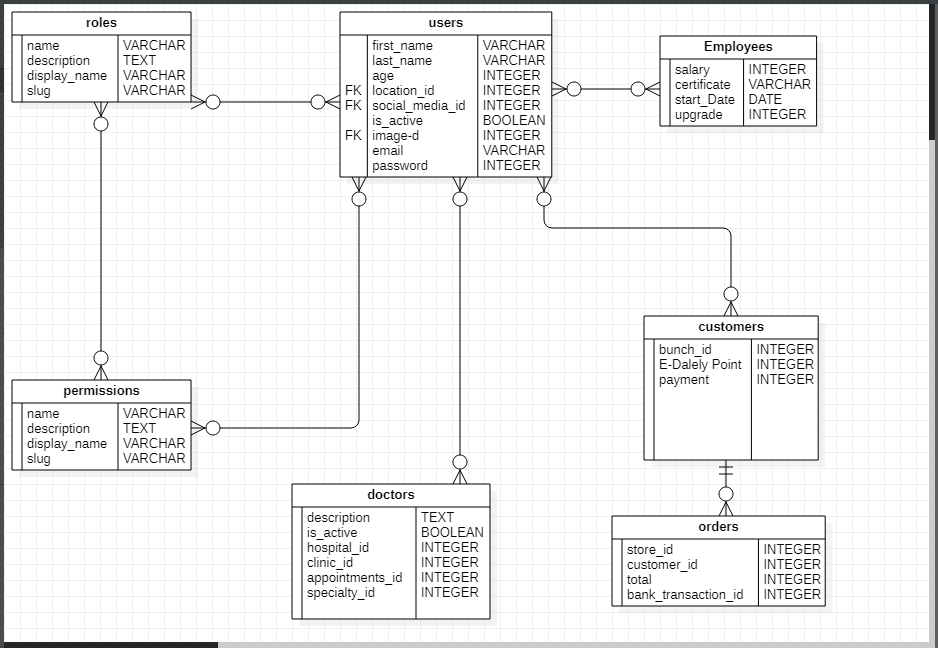 roles
name VARCHAR
description TEXT
display_name VARCHAR
slug VARCHAR
users
first_name VARCHAR
last_name VARCHAR
age INTEGER
FK location_id INTEGER
FK social_media_id INTEGER
is_active BOOLEAN
FK image-d INTEGER
email VARCHAR
password INTEGER
Employees
salary INTEGER
certificate VARCHAR
start_Date DATE
upgrade INTEGER
permissions
name VARCHAR
description TEXT
display_name VARCHAR
slug VARCHAR
doctors
description TEXT
is_active BOOLEAN
hospital_id INTEGER
clinic_id INTEGER
appointments_id INTEGER
specialty_id INTEGER
customers
bunch_id INTEGER
E-Dalely Point INTEGER
payment INTEGER
orders
store_id INTEGER
customer_id INTEGER
total INTEGER
bank_transaction_id INTEGER